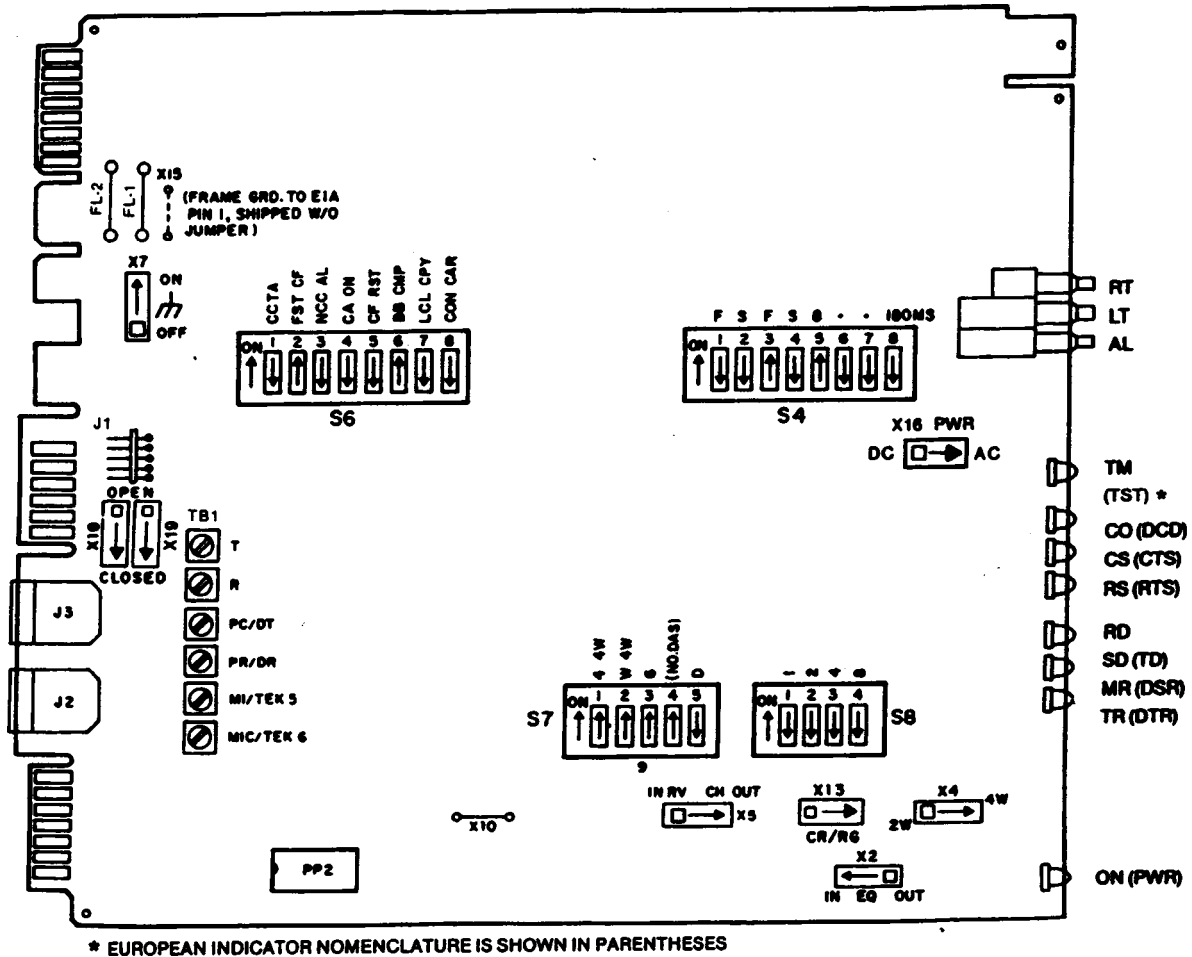 X15
FL-2
FL-1
(FRAME GRD. TO EIA
PIN 1, SHIPPED W/O
JUMPER)
X7
ON
OFF
CCTA
FST CF
NCC AL
CA ON
CF RST
BB CMP
LCL CPY
CON CAR
ON 1 2 3 4 5 6 7 8
S6
F S F S 8 • • 180MS
ON 1 2 3 4 5 6 7 8
S4
RT
LT
AL
X16 PWR
DC AC
J1
OPEN
X18
X19
CLOSED
TB1
T
R
PC/DT
PR/DR
MI/TEK 5
MIC/TEK 6
J3
J2
TM
(TST) *
CO (DCD)
CS (CTS)
RS (RTS)
RD
SD (TD)
MR (DSR)
TR (DTR)
4 4W
W 4W
6
(NO.DAS)
D
S7
ON 1 2 3 4 5
9
1 2 4 8
ON 1 2 3 4
S8
IN RV CH OUT
X5
X13
CR/RG
X4
2W 4W
X2
IN EQ OUT
X10
PP2
ON (PWR)
* EUROPEAN INDICATOR NOMENCLATURE IS SHOWN IN PARENTHESES